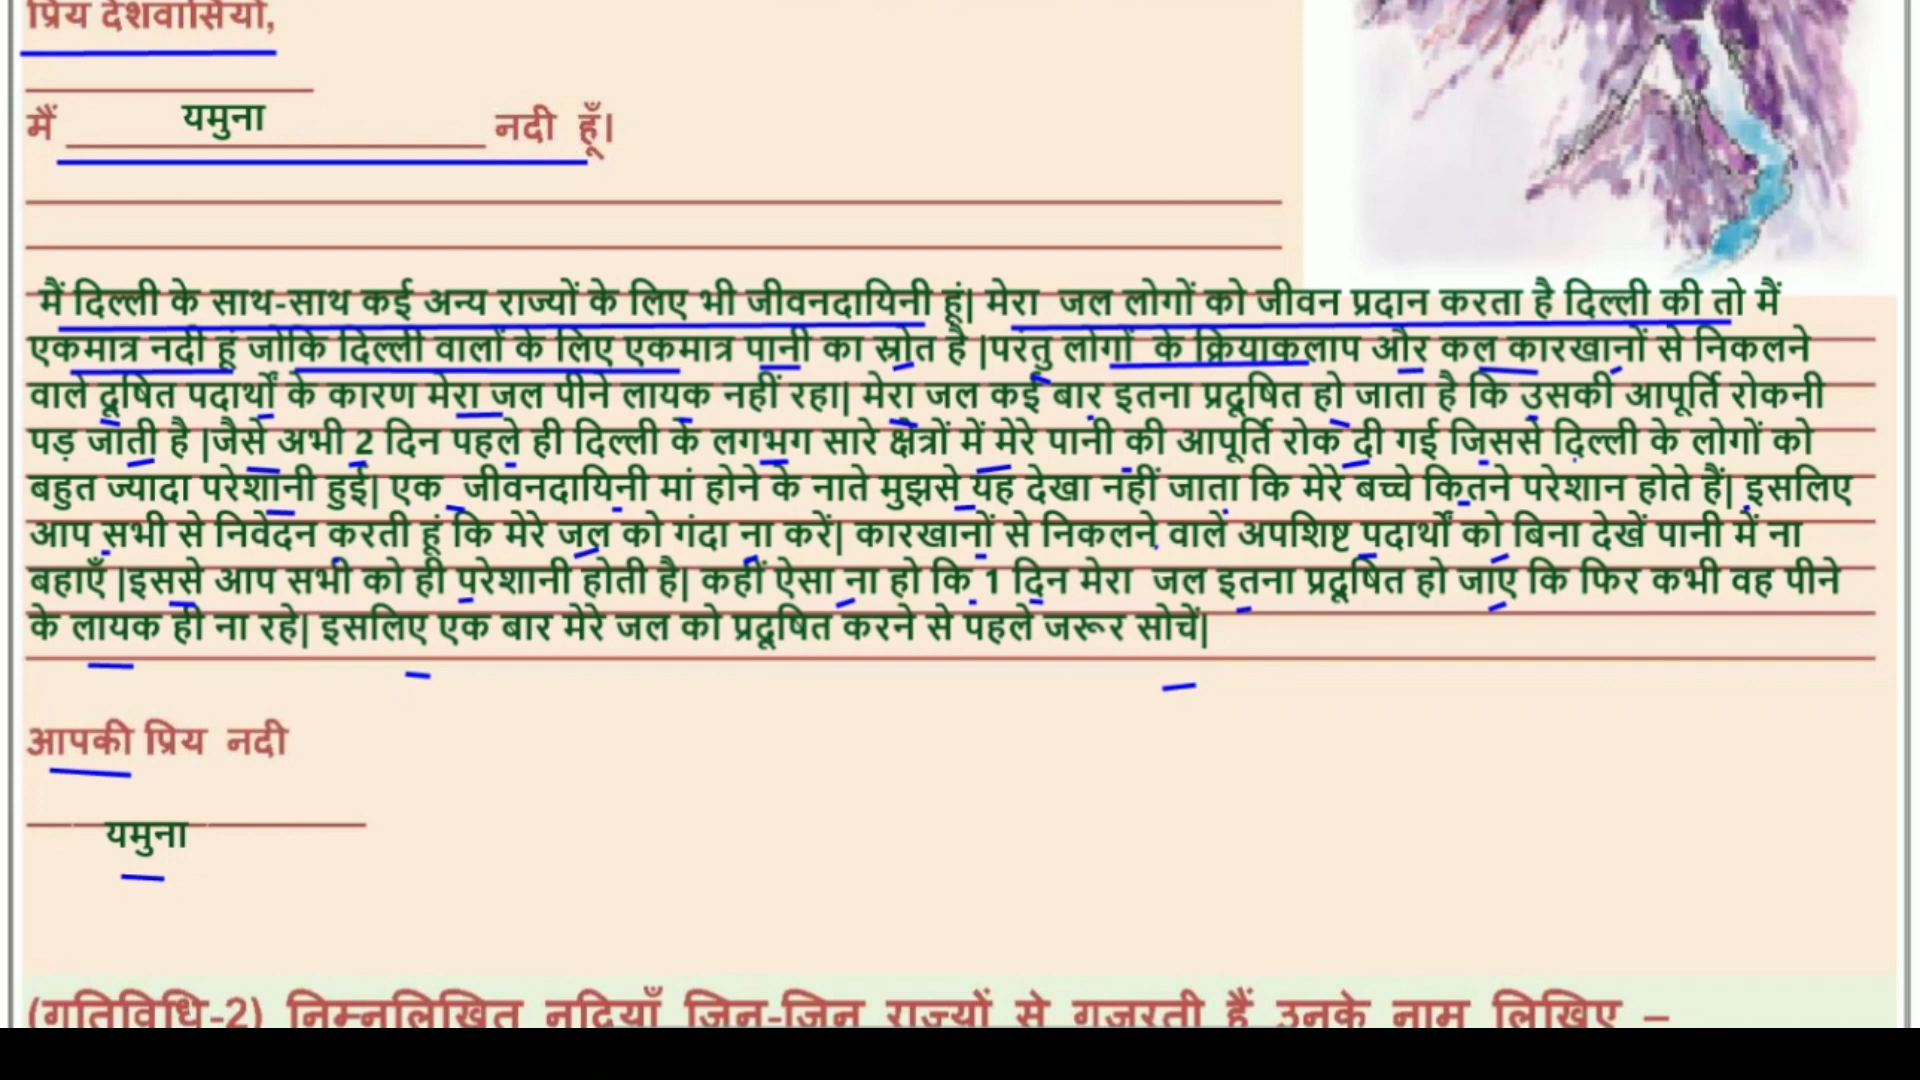 प्रिय देशवासियों,
मैं यमुना नदी हूँ।
मैं दिल्ली के साथ-साथ कई अन्य राज्यों के लिए भी जीवनदायिनी हूं| मेरा जल लोगों को जीवन प्रदान करता है दिल्ली की तो मैं
एकमात्र नदी हूं जोकि दिल्ली वालों के लिए एकमात्र पानी का स्रोत है |परंतु लोगों के क्रियाकलाप और कल कारखानों से निकलने
वाले दूषित पदार्थों के कारण मेरा जल पीने लायक नहीं रहा| मेरा जल कई बार इतना प्रदूषित हो जाता है कि उसकी आपूर्ति रोकनी
पड़ जाती है |जैसे अभी 2 दिन पहले ही दिल्ली के लगभग सारे क्षेत्रों में मेरे पानी की आपूर्ति रोक दी गई जिससे दिल्ली के लोगों को
बहुत ज्यादा परेशानी हुई| एक जीवनदायिनी मां होने के नाते मुझसे यह देखा नहीं जाता कि मेरे बच्चे कितने परेशान होते हैं| इसलिए
आप सभी से निवेदन करती हूं कि मेरे जल को गंदा ना करें| कारखानों से निकलने वाले अपशिष्ट पदार्थों को बिना देखें पानी में ना
बहाएँ |इससे आप सभी को ही परेशानी होती है| कहीं ऐसा ना हो कि 1 दिन मेरा जल इतना प्रदूषित हो जाए कि फिर कभी वह पीने
के लायक ही ना रहे| इसलिए एक बार मेरे जल को प्रदूषित करने से पहले जरूर सोचें|
आपकी प्रिय नदी
यमुना
(गतिविधि-2) निम्नलिखित नदियाँ जिन-जिन राज्यों से गुजरती हैं उनके नाम लिखिए –